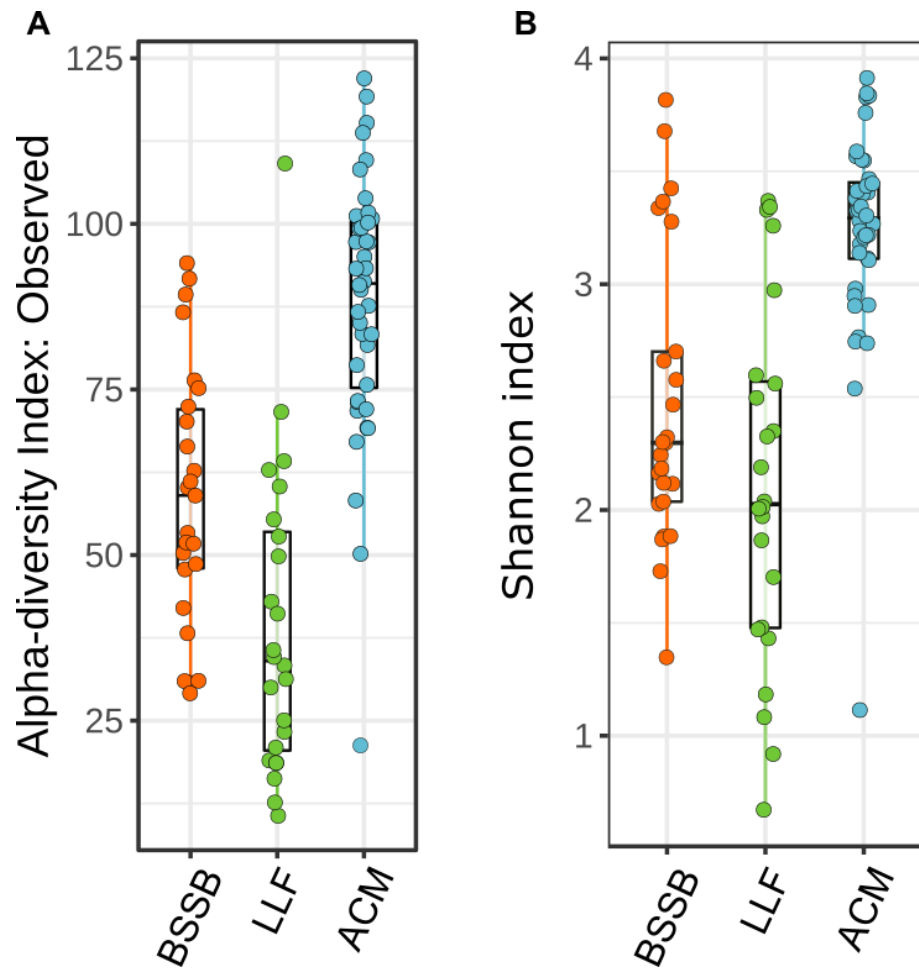 A
Alpha-diversity Index: Observed
125
100
75
50
25
BSSB
LLF
ACM
B
Shannon index
4
3
2
1
BSSB
LLF
ACM